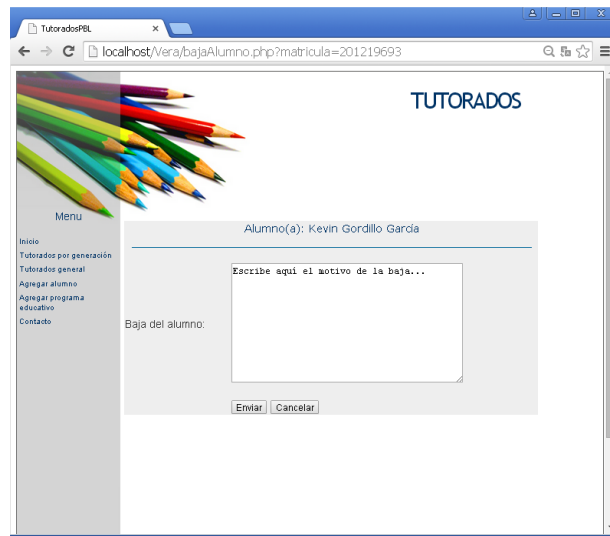 TutoradosPBL
localhost/Vera/bajaAlumno.php?matricula=201219693
TUTORADOS
Menu
Inicio
Tutorados por generación
Tutorados general
Agregar alumno
Agregar programa
educativo
Contacto
Alumno(a): Kevin Gordillo García
Escribe aquí el motivo de la baja...
Baja del alumno:
Enviar Cancelar